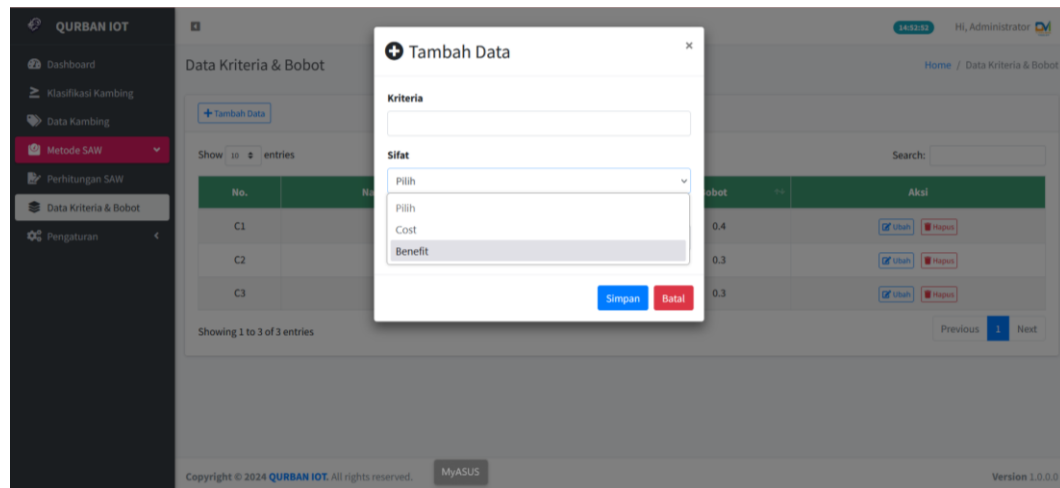 QURBAN IOT
14:52:52
Hi, Administrator
Dashboard
Klasifikasi Kambing
Data Kambing
Metode SAW
Perhitungan SAW
Data Kriteria & Bobot
Pengaturan
Data Kriteria & Bobot
Home / Data Kriteria & Bobot
Tambah Data
Show 10 entries
Search:
No. Na obot Aksi
C1 0.4 Ubah Hapus
C2 0.3 Ubah Hapus
C3 0.3 Ubah Hapus
Showing 1 to 3 of 3 entries
Previous 1 Next
Tambah Data ×
Kriteria
Sifat
Pilih
Pilih
Cost
Benefit
Simpan Batal
Copyright © 2024 QURBAN IOT. All rights reserved.
MyASUS
Version 1.0.0.0